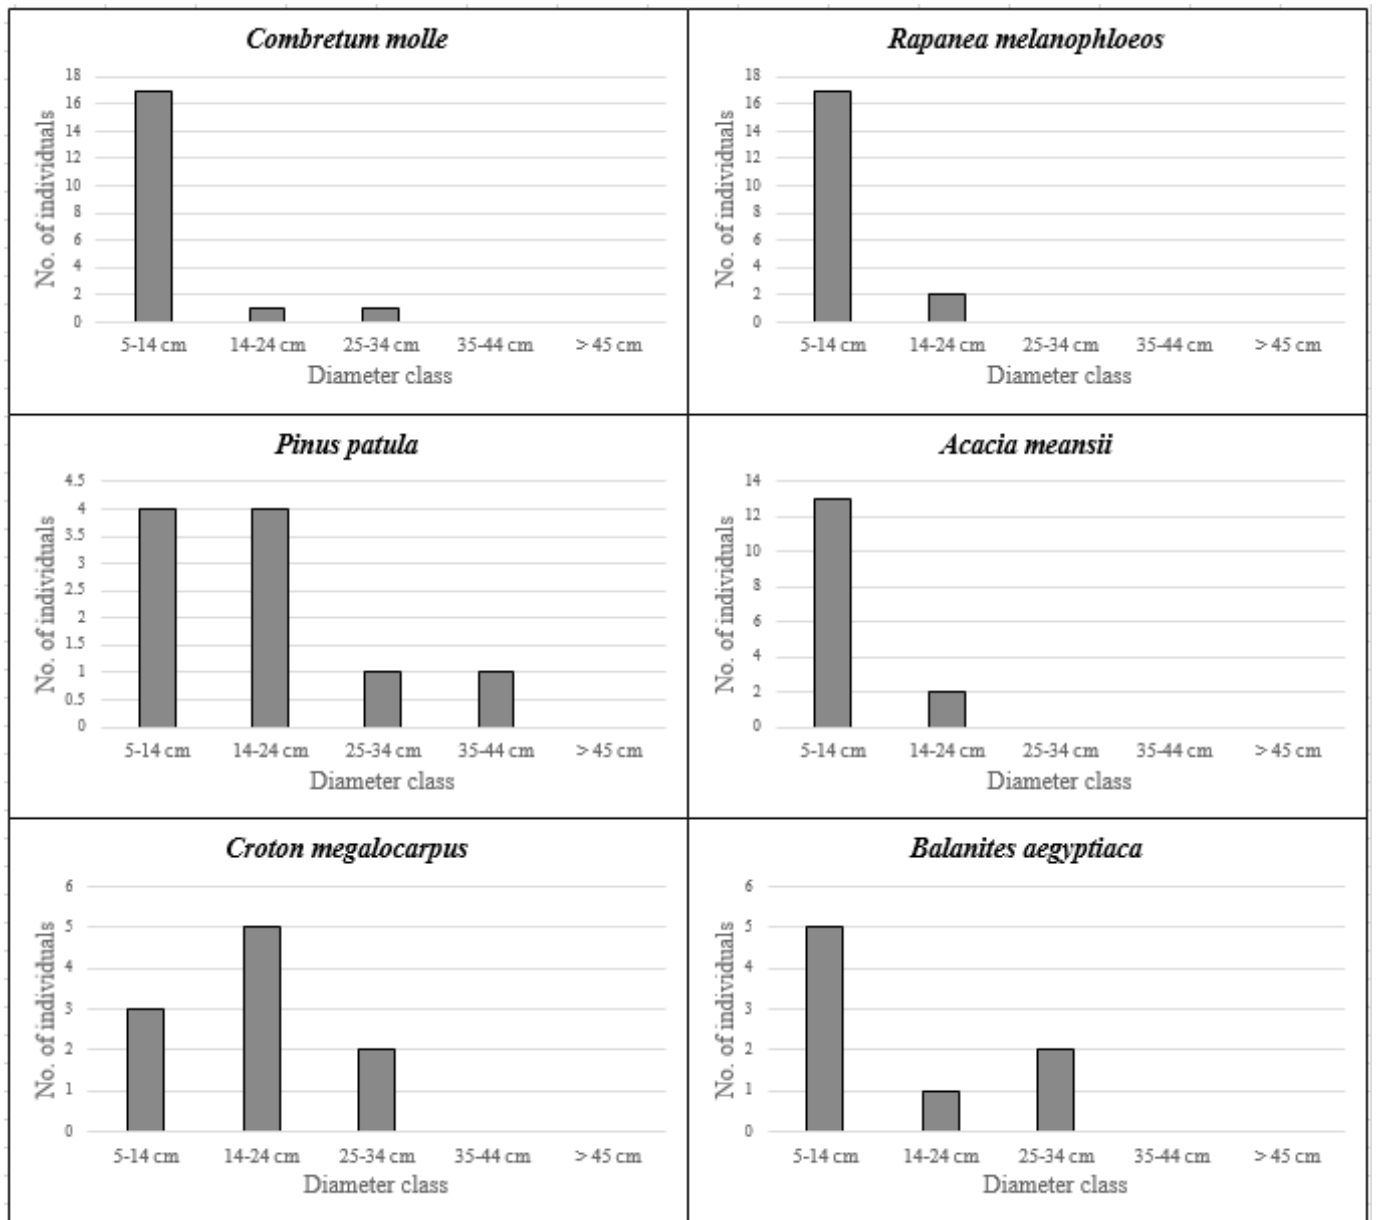 Combretum molle
No. of individuals
18
16
14
12
10
8
6
4
2
0
5-14 cm 14-24 cm 25-34 cm 35-44 cm > 45 cm
Diameter class
Rapanea melanophloeos
No. of individuals
18
16
14
12
10
8
6
4
2
0
5-14 cm 14-24 cm 25-34 cm 35-44 cm > 45 cm
Diameter class
Pinus patula
No. of individuals
4.5
4
3.5
3
2.5
2
1.5
1
0.5
0
5-14 cm 14-24 cm 25-34 cm 35-44 cm > 45 cm
Diameter class
Acacia meansii
No. of individuals
14
12
10
8
6
4
2
0
5-14 cm 14-24 cm 25-34 cm 35-44 cm > 45 cm
Diameter class
Croton megalocarpus
No. of individuals
6
5
4
3
2
1
0
5-14 cm 14-24 cm 25-34 cm 35-44 cm > 45 cm
Diameter class
Balanites aegyptiaca
No. of individuals
6
5
4
3
2
1
0
5-14 cm 14-24 cm 25-34 cm 35-44 cm > 45 cm
Diameter class